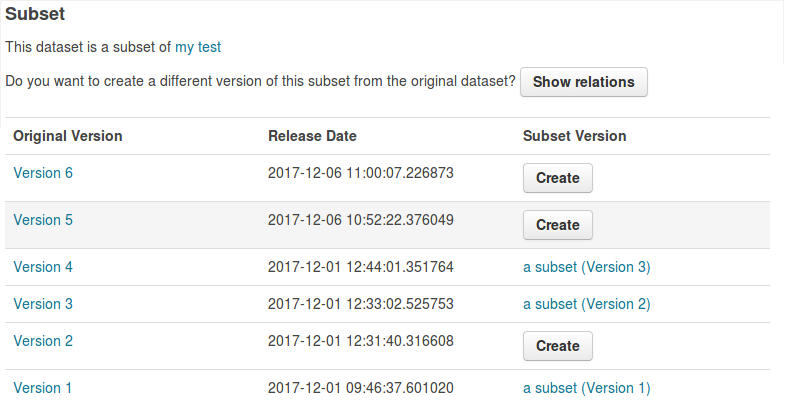 Subset
This dataset is a subset of my test
Do you want to create a different version of this subset from the original dataset? Show relations
Original Version Release Date Subset Version
Version 6 2017-12-06 11:00:07.226873 Create
Version 5 2017-12-06 10:52:22.376049 Create
Version 4 2017-12-01 12:44:01.351764 a subset (Version 3)
Version 3 2017-12-01 12:33:02.525753 a subset (Version 2)
Version 2 2017-12-01 12:31:40.316608 Create
Version 1 2017-12-01 09:46:37.601020 a subset (Version 1)